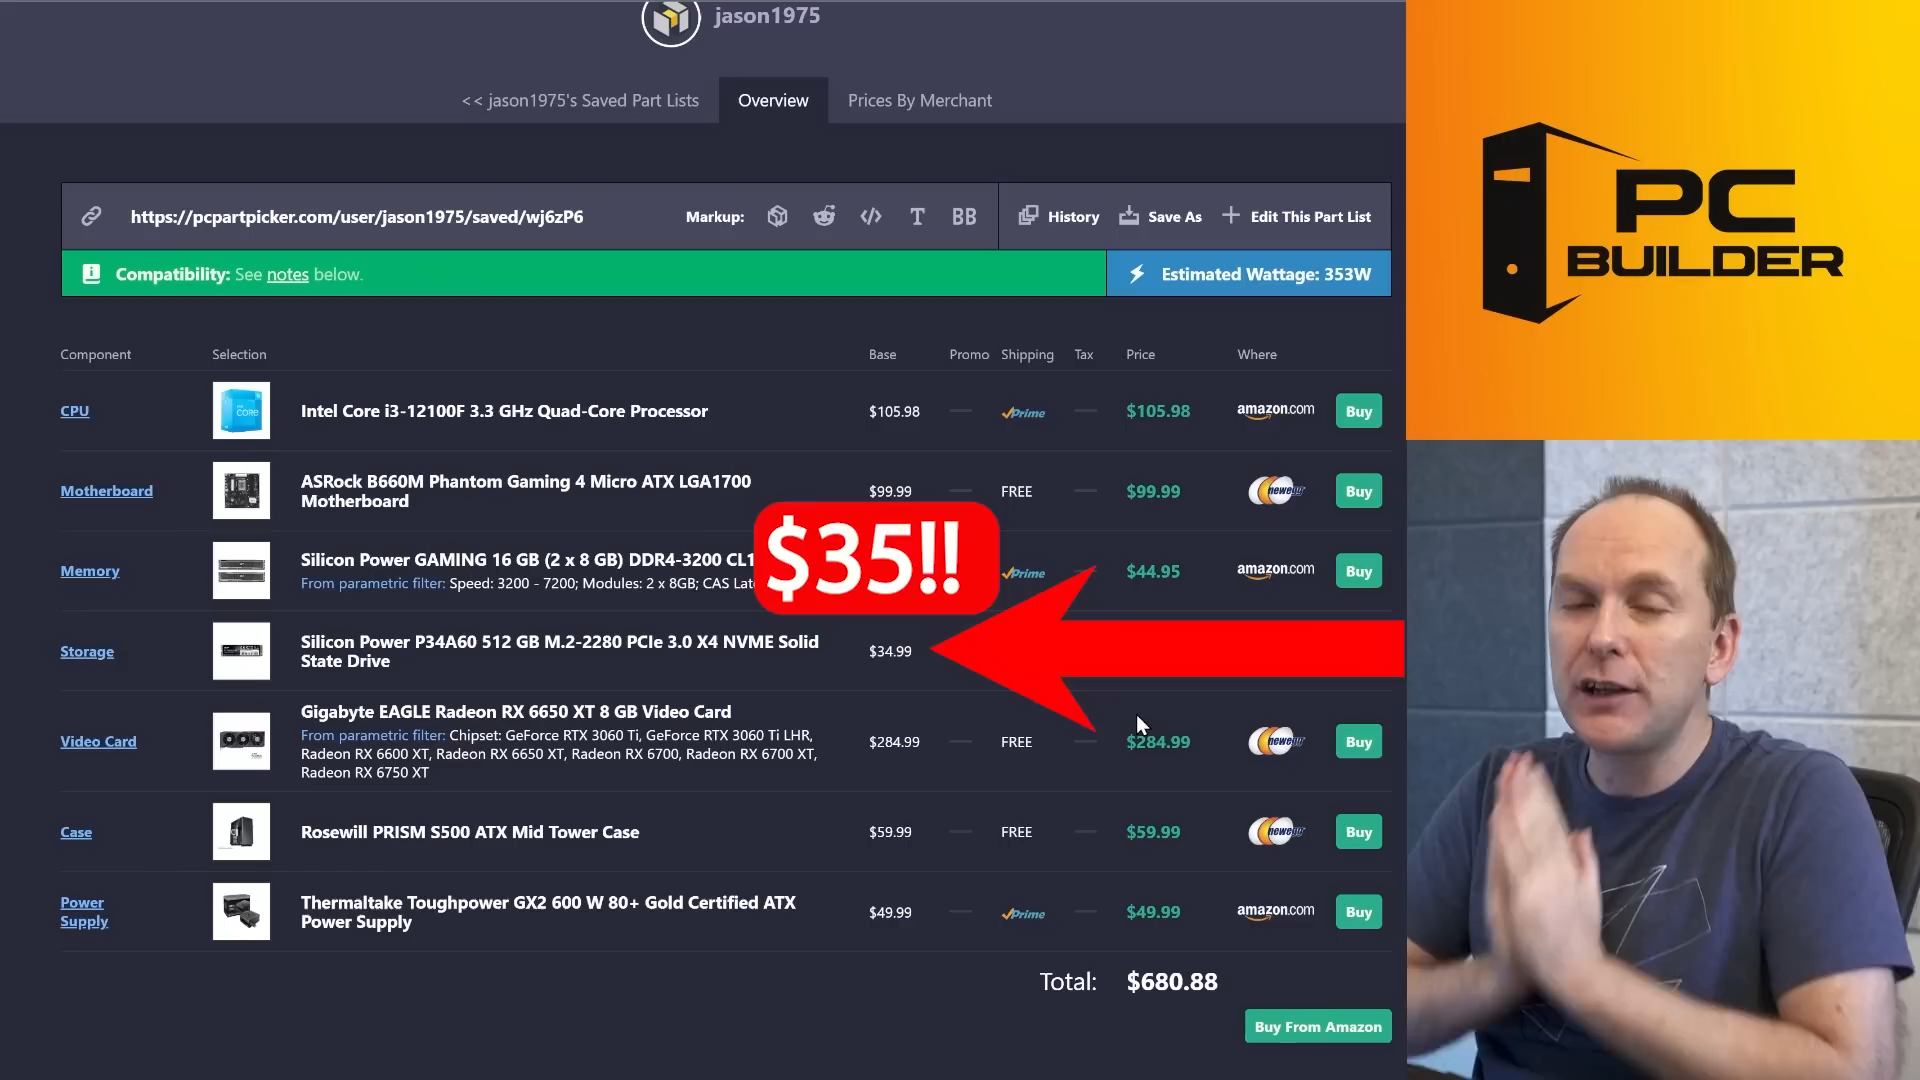 jason1975
<< jason1975's Saved Part Lists
Overview
Prices By Merchant
https://pcpartpicker.com/user/jason1975/saved/wj6zP6
Markup:
T
BB
History
Save As
Edit This Part List
Compatibility: See notes below.
Estimated Wattage: 353W
Component Selection Base Promo Shipping Tax Price Where
CPU
CORE
Intel Core i3-12100F 3.3 GHz Quad-Core Processor
$105.98
Prime
$105.98
amazon.com
Buy
Motherboard
ASRock B660M Phantom Gaming 4 Micro ATX LGA1700
Motherboard
$99.99
FREE
$99.99
newegg
Buy
Memory
Silicon Power GAMING 16 GB (2 x 8 GB) DDR4-3200
From parametric filter: Speed: 3200 - 7200; Modules: 2 x 8GB; CAS
$35!!
Prime
$44.95
amazon.com
Buy
Storage
Silicon Power P34A60 512 GB M.2-2280 PCIe 3.0 X4 NVME Solid
State Drive
$34.99
Video Card
Gigabyte EAGLE Radeon RX 6650 XT 8 GB Video Card
From parametric filter: Chipset: GeForce RTX 3060 Ti, GeForce RTX 3060 Ti LHR,
Radeon RX 6600 XT, Radeon RX 6650 XT, Radeon RX 6700, Radeon RX 6700 XT,
Radeon RX 6750 XT
$284.99
FREE
$284.99
newegg
Buy
Case
Rosewill PRISM S500 ATX Mid Tower Case
$59.99
FREE
$59.99
newegg
Buy
Power
Supply
Thermaltake Toughpower GX2 600 W 80+ Gold Certified ATX
Power Supply
$49.99
Prime
$49.99
amazon.com
Buy
Total: $680.88
Buy From Amazon
PC
BUILDER